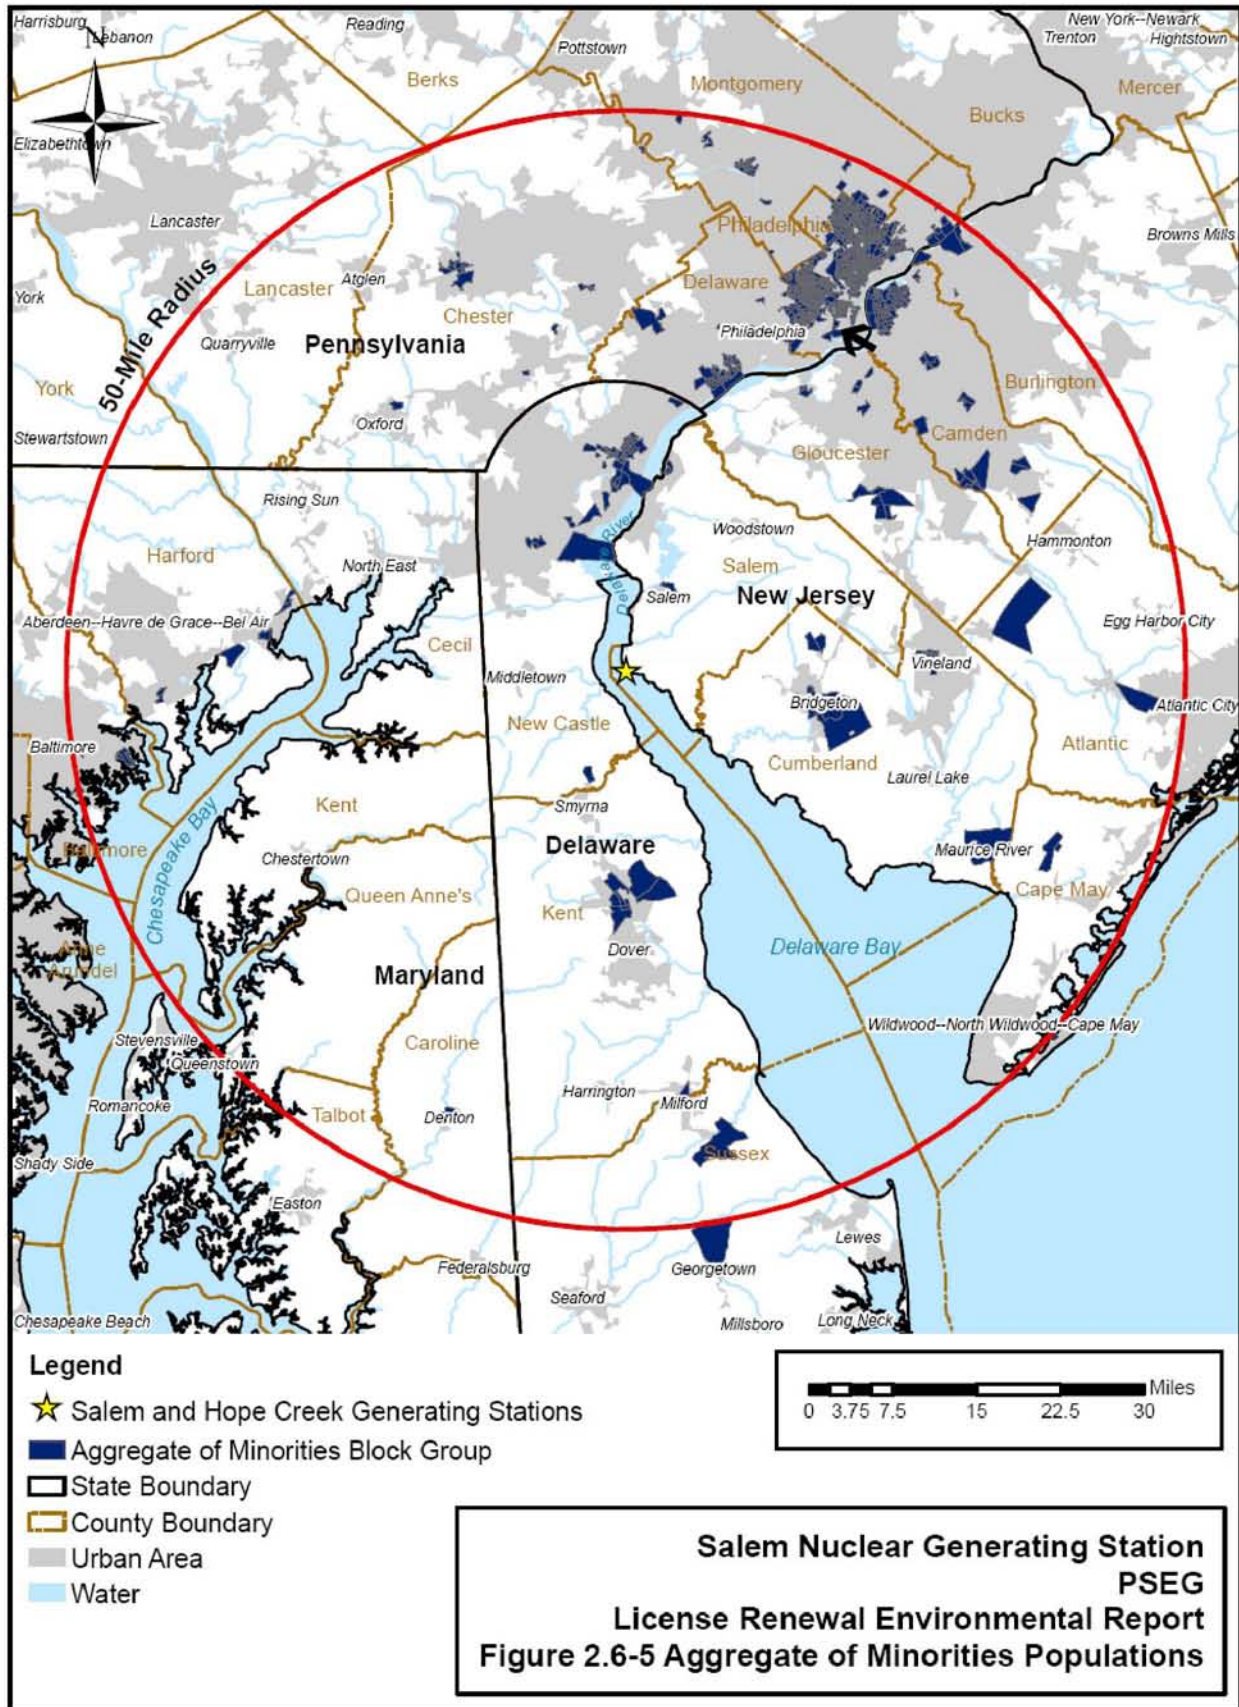 Harrisburg
N
Lebanon
Reading
Pottstown
New York--Newark
Trenton
Hightstown
Berks
Montgomery
Mercer
Bucks
Elizabethtown
Lancaster
Philadelphia
Browns Mills
York
50-Mile Radius
Lancaster
Atglen
Delaware
Chester
Quarryville
Pennsylvania
Philadelphia
York
Burlington
Oxford
Stewartstown
Camden
Gloucester
Rising Sun
Delaware River
Woodstown
Harford
North East
Hammonton
Salem
Salem
New Jersey
Aberdeen--Havre de Grace--Bel Air
Egg Harbor City
Cecil
Middletown
Vineland
Bridgeton
Atlantic City
New Castle
Baltimore
Atlantic
Cumberland
Laurel Lake
Kent
Smyrna
Chesapeake Bay
Delaware
Maurice River
Baltimore
Chestertown
Queen Anne's
Cape May
Kent
Anne
Arundel
Dover
Delaware Bay
Maryland
Wildwood--North Wildwood--Cape May
Stevensville
Caroline
Queenstown
Harrington
Milford
Romancoke
Talbot
Denton
Sussex
Shady Side
Easton
Lewes
Federalsburg
Georgetown
Seaford
Chesapeake Beach
Millsboro
Long Neck
Legend
Salem and Hope Creek Generating Stations
Aggregate of Minorities Block Group
State Boundary
County Boundary
Urban Area
Water
Miles
0 3.75 7.5 15 22.5 30
Salem Nuclear Generating Station
PSEG
License Renewal Environmental Report
Figure 2.6-5 Aggregate of Minorities Populations